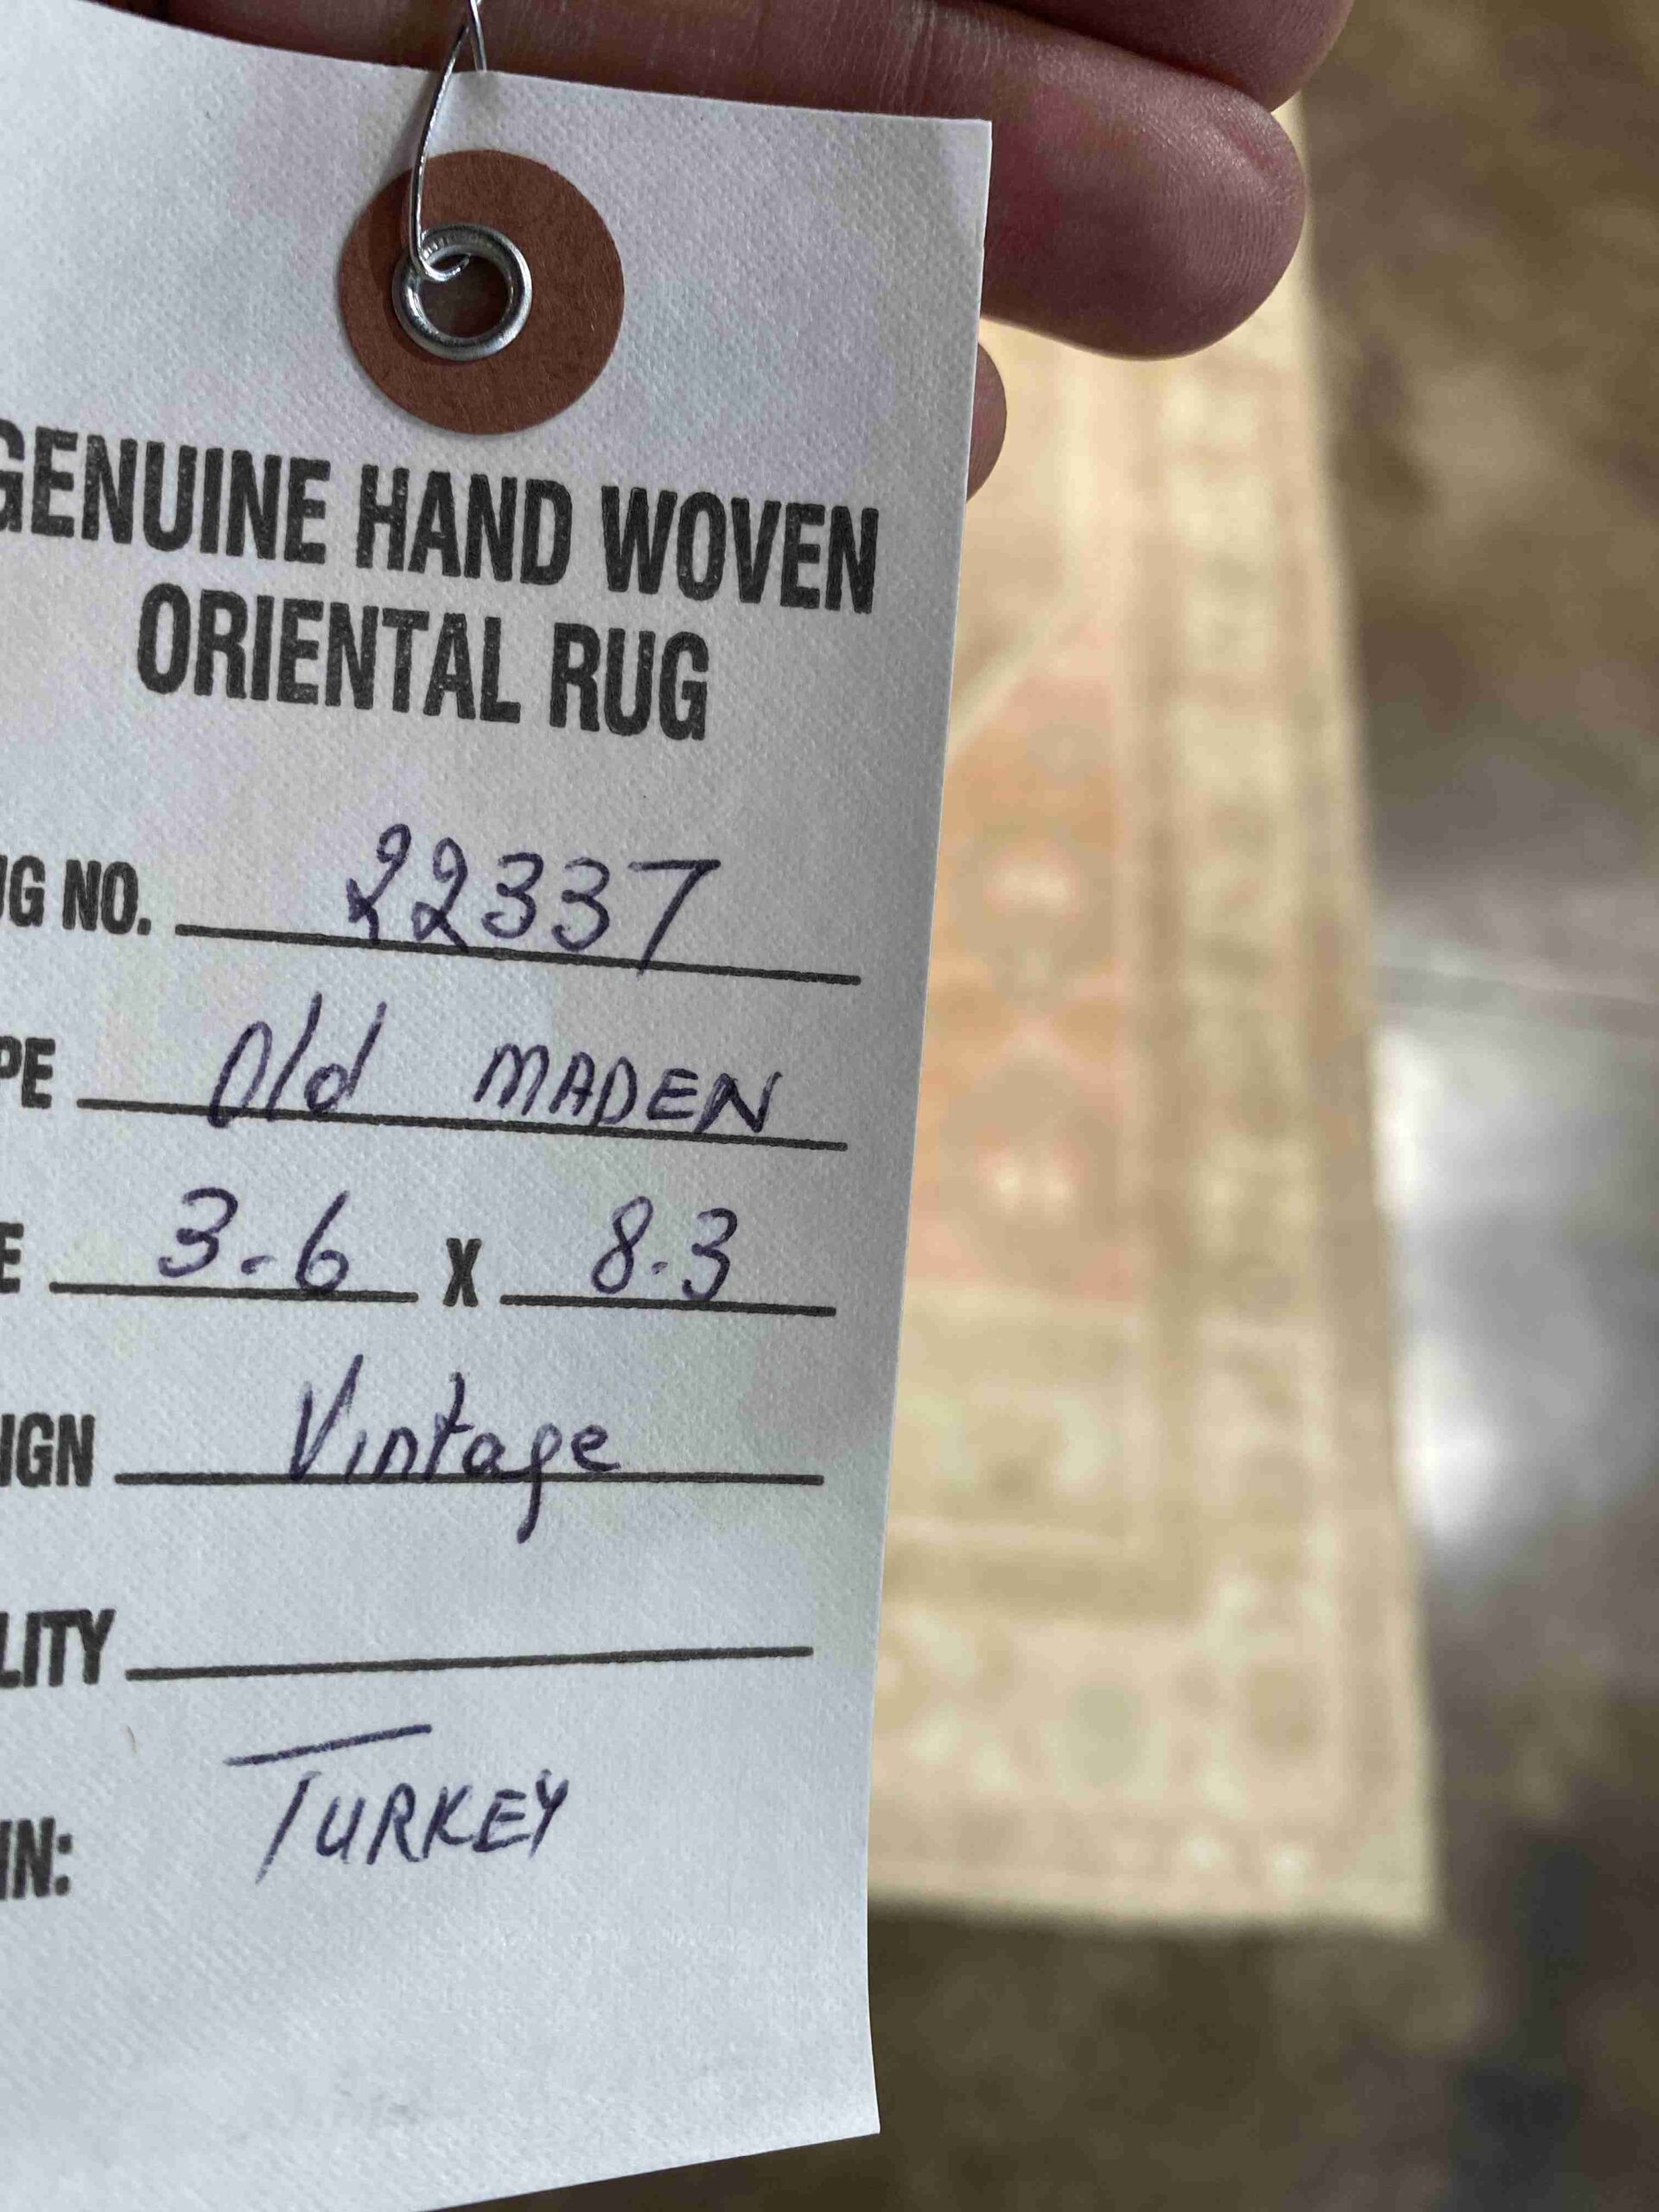 GENUINE HAND WOVEN
ORIENTAL RUG
UG NO. 22337
PE Old MADEN
E 3-6 X 8.3
IGN Vintage
LITY
IN: TURKEY